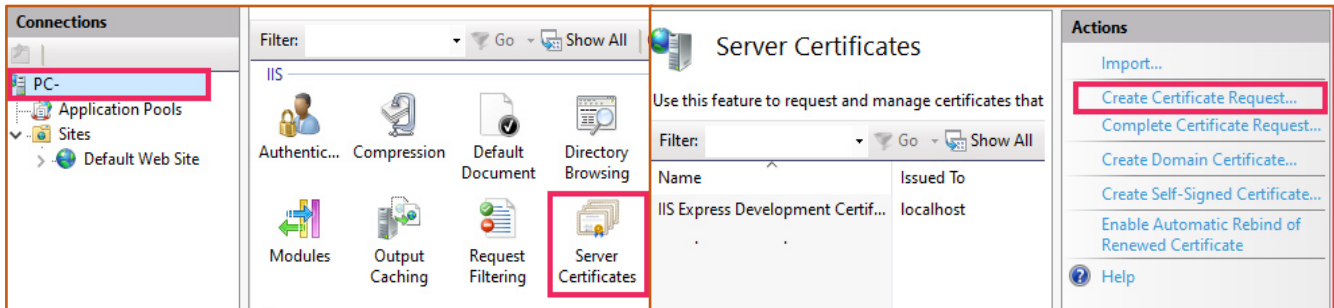 Connections
PC-
Application Pools
Sites
Default Web Site
Filter:
Go
Show All
IIS
Authentic...
Compression
Default
Document
Directory
Browsing
Modules
Output
Caching
Request
Filtering
Server
Certificates
Server Certificates
Use this feature to request and manage certificates that
Filter:
Go
Show All
Name
Issued To
IIS Express Development Certif...
localhost
Actions
Import...
Create Certificate Request...
Complete Certificate Request...
Create Domain Certificate...
Create Self-Signed Certificate...
Enable Automatic Rebind of
Renewed Certificate
Help